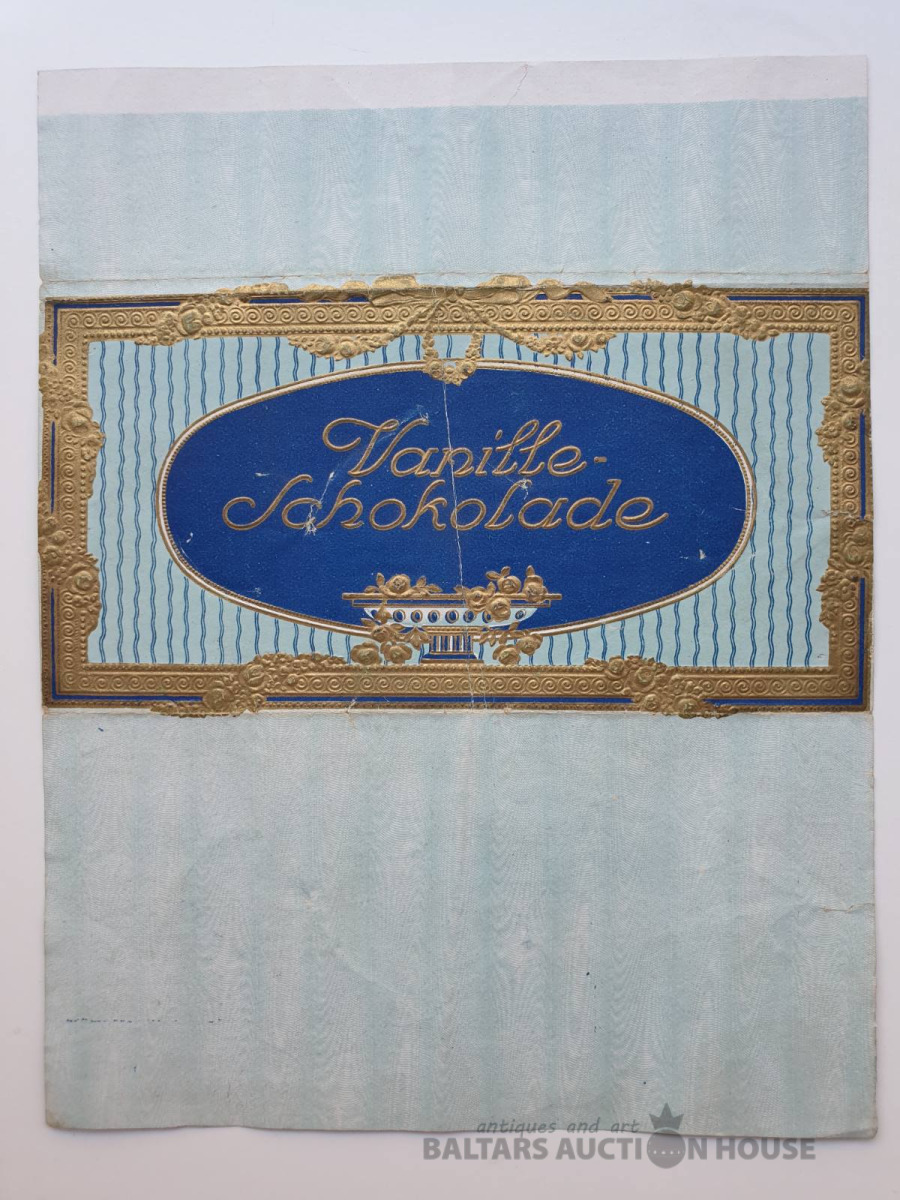 Vanille-
Schokolade
antiques and art
BALTARS AUCTION HOUSE